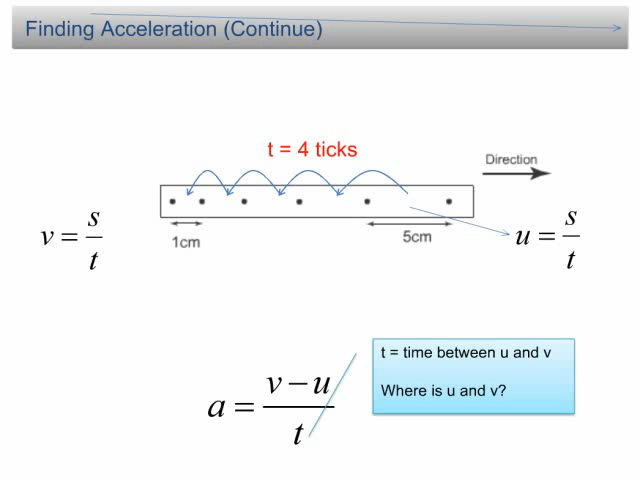 Finding Acceleration (Continue)
t = 4 ticks
Direction
1cm
5cm
v = s/t
u = s/t
t = time between u and v
Where is u and v?
a = (v − u)/t